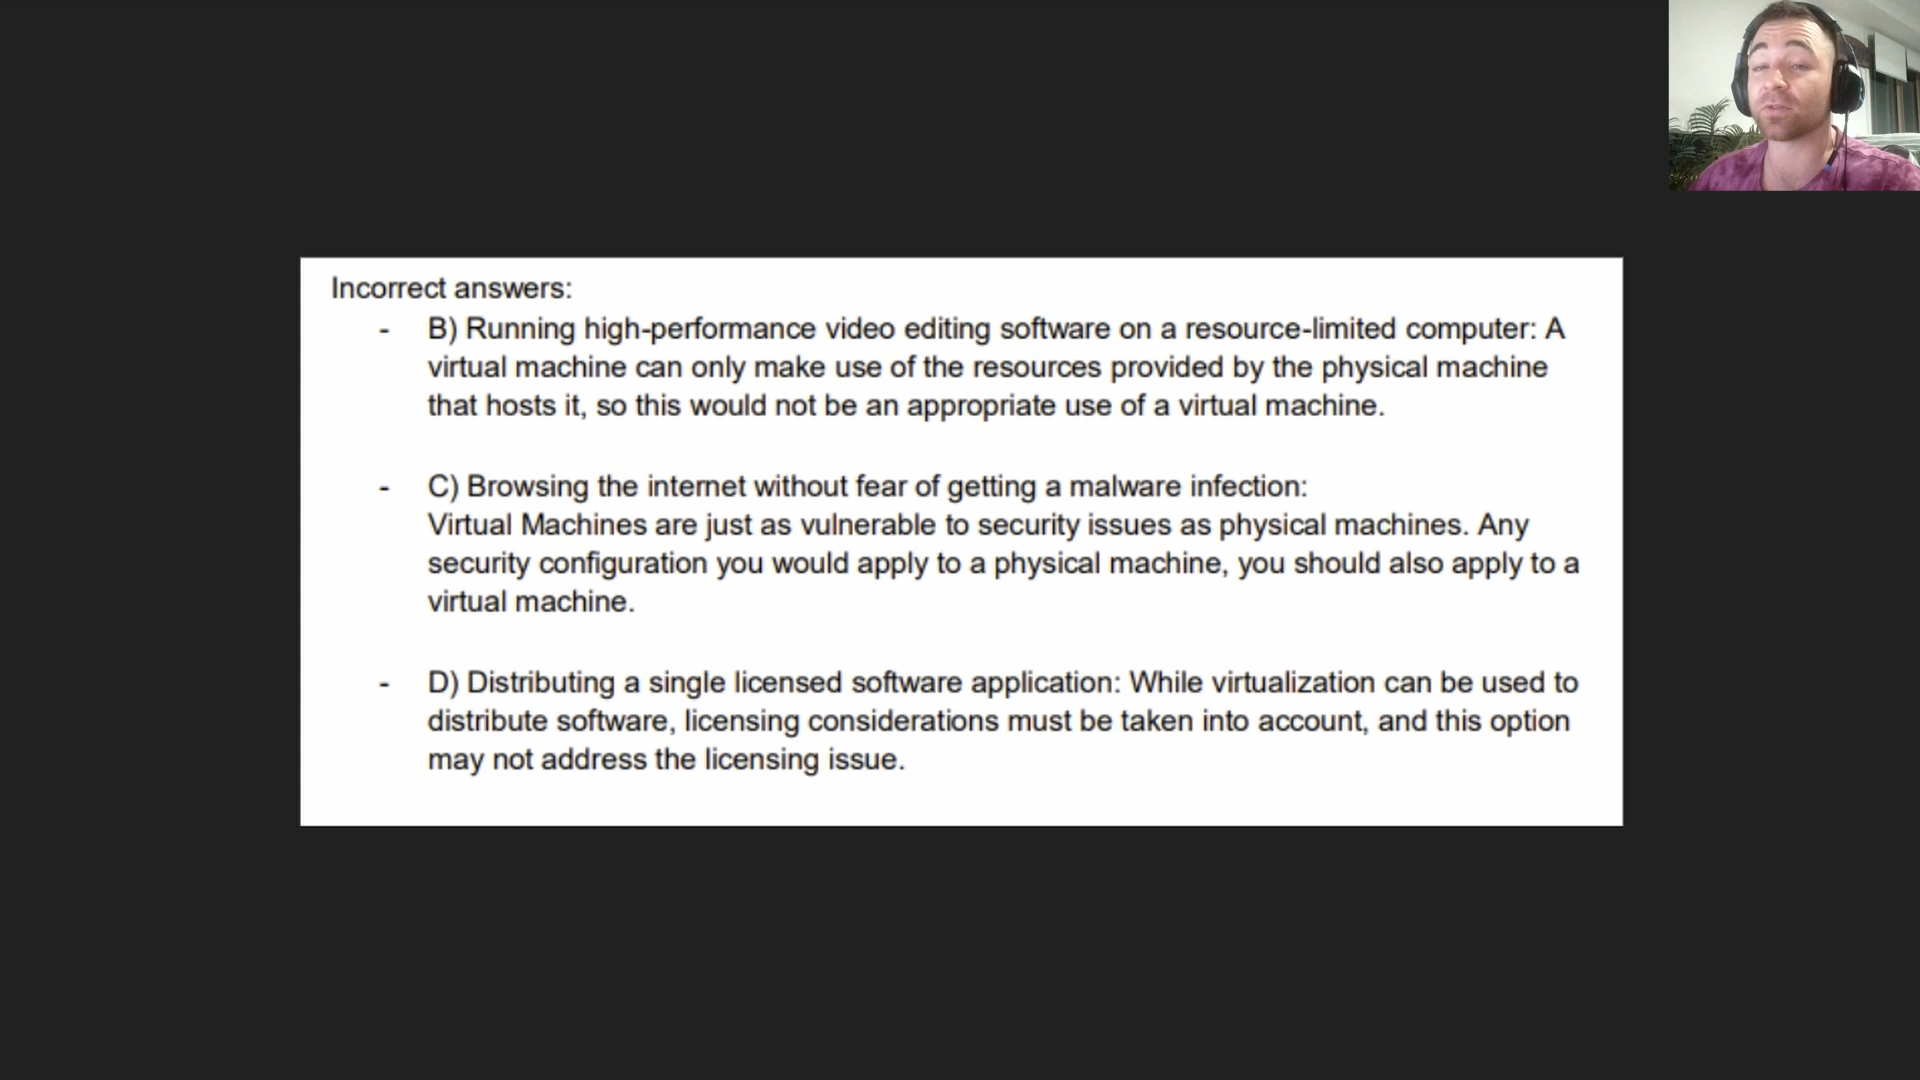 Incorrect answers:
- B) Running high-performance video editing software on a resource-limited computer: A
virtual machine can only make use of the resources provided by the physical machine
that hosts it, so this would not be an appropriate use of a virtual machine.
- C) Browsing the internet without fear of getting a malware infection:
Virtual Machines are just as vulnerable to security issues as physical machines. Any
security configuration you would apply to a physical machine, you should also apply to a
virtual machine.
- D) Distributing a single licensed software application: While virtualization can be used to
distribute software, licensing considerations must be taken into account, and this option
may not address the licensing issue.